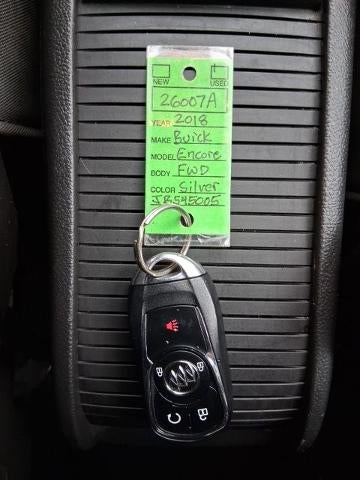 NEW USED
26007A
YEAR 2018
MAKE Buick
MODEL Encore
BODY FWD
COLOR Silver
JB545005